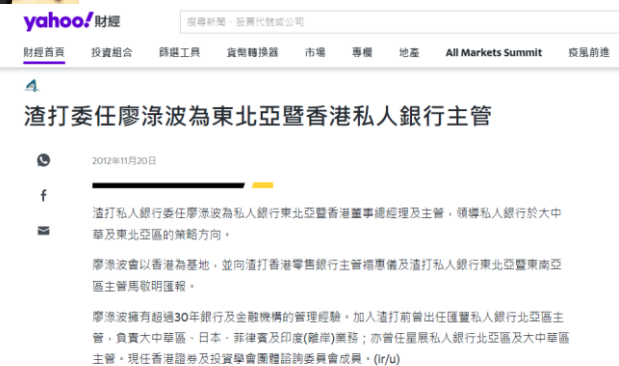 yahoo!財經
搜尋新聞、股票代號或公司
財經首頁 投資組合 篩選工具 貨幣轉換器 市場 專欄 地產 All Markets Summit 疫風前進
渣打委任廖淥波為東北亞暨香港私人銀行主管
2012年11月20日
渣打私人銀行委任廖淥波為私人銀行東北亞暨香港董事總經理及主管，領導私人銀行於大中
華及東北亞區的策略方向。
廖淥波會以香港為基地，並向渣打香港零售銀行主管禤惠儀及渣打私人銀行東北亞暨東南亞
區主管馬敬明匯報。
廖淥波擁有超過30年銀行及金融機構的管理經驗。加入渣打前曾出任匯豐私人銀行北亞區主
管，負責大中華區、日本、菲律賓及印度(離岸)業務；亦曾任星展私人銀行北亞區及大中華區
主管。現任香港證券及投資學會團體諮詢委員會成員。(ir/u)